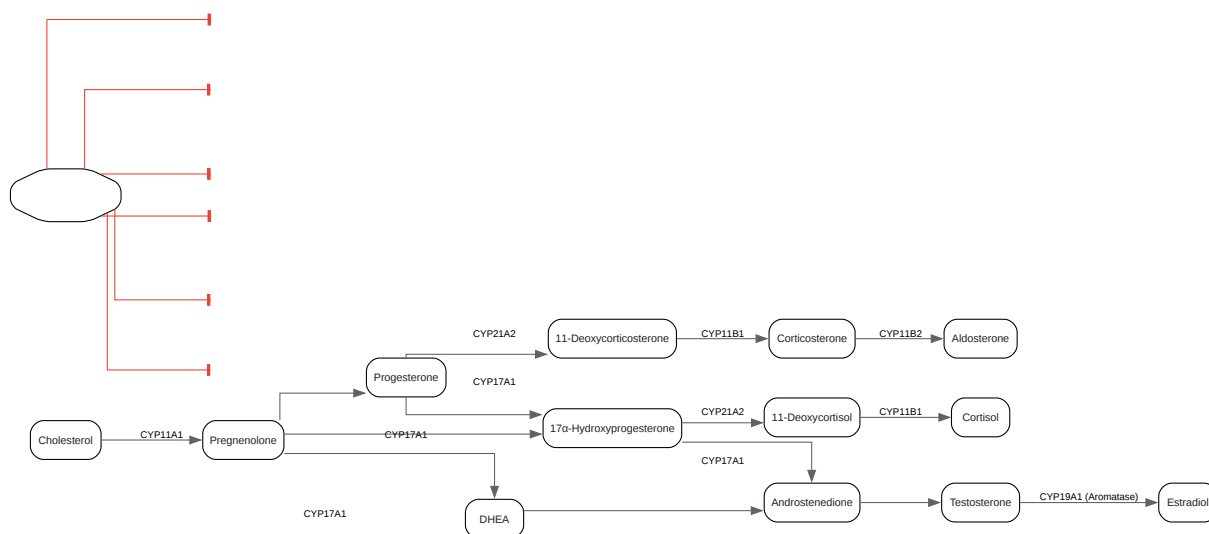 CYP21A2
11-Deoxycorticosterone
CYP11B1
Corticosterone
CYP11B2
Aldosterone
Progesterone
CYP17A1
Cholesterol
CYP11A1
Pregnenolone
CYP17A1
17α-Hydroxyprogesterone
CYP21A2
11-Deoxycortisol
CYP11B1
Cortisol
CYP17A1
CYP17A1
DHEA
Androstenedione
Testosterone
CYP19A1 (Aromatase)
Estradiol